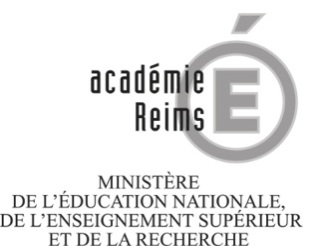 académie
Reims
É
MINISTÈRE
DE L'ÉDUCATION NATIONALE,
DE L'ENSEIGNEMENT SUPÉRIEUR
ET DE LA RECHERCHE